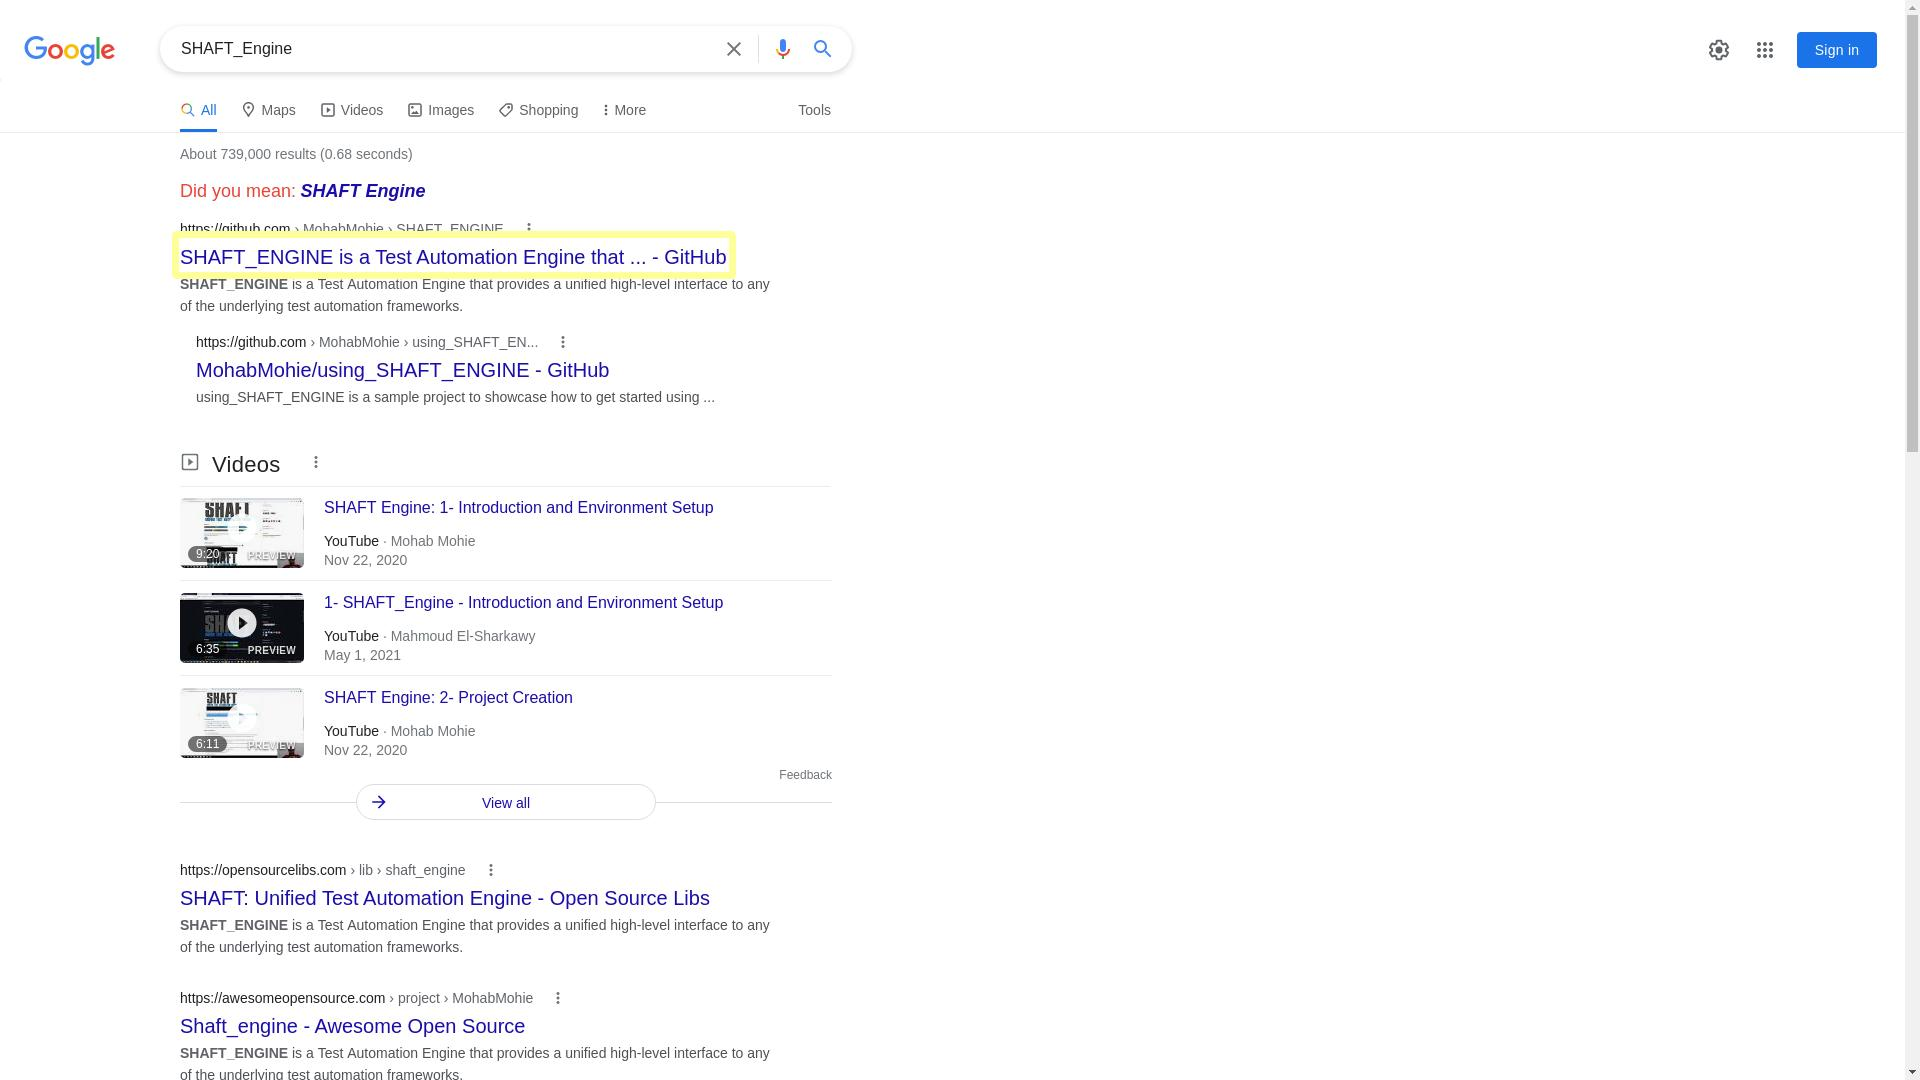 Google
SHAFT_Engine
Sign in
All
Maps
Videos
Images
Shopping
More
Tools
About 739,000 results (0.68 seconds)
Did you mean: SHAFT Engine
https://github.com › MohabMohie › SHAFT_ENGINE
SHAFT_ENGINE is a Test Automation Engine that ... - GitHub
SHAFT_ENGINE is a Test Automation Engine that provides a unified high-level interface to any
of the underlying test automation frameworks.
https://github.com › MohabMohie › using_SHAFT_EN...
MohabMohie/using_SHAFT_ENGINE - GitHub
using_SHAFT_ENGINE is a sample project to showcase how to get started using ...
Videos
SHAFT
9:20
PREVIEW
SHAFT Engine: 1- Introduction and Environment Setup
YouTube · Mohab Mohie
Nov 22, 2020
6:35
PREVIEW
1- SHAFT_Engine - Introduction and Environment Setup
YouTube · Mahmoud El-Sharkawy
May 1, 2021
SHAFT
6:11
PREVIEW
SHAFT Engine: 2- Project Creation
YouTube · Mohab Mohie
Nov 22, 2020
Feedback
View all
https://opensourcelibs.com › lib › shaft_engine
SHAFT: Unified Test Automation Engine - Open Source Libs
SHAFT_ENGINE is a Test Automation Engine that provides a unified high-level interface to any
of the underlying test automation frameworks.
https://awesomeopensource.com › project › MohabMohie
Shaft_engine - Awesome Open Source
SHAFT_ENGINE is a Test Automation Engine that provides a unified high-level interface to any
of the underlying test automation frameworks.